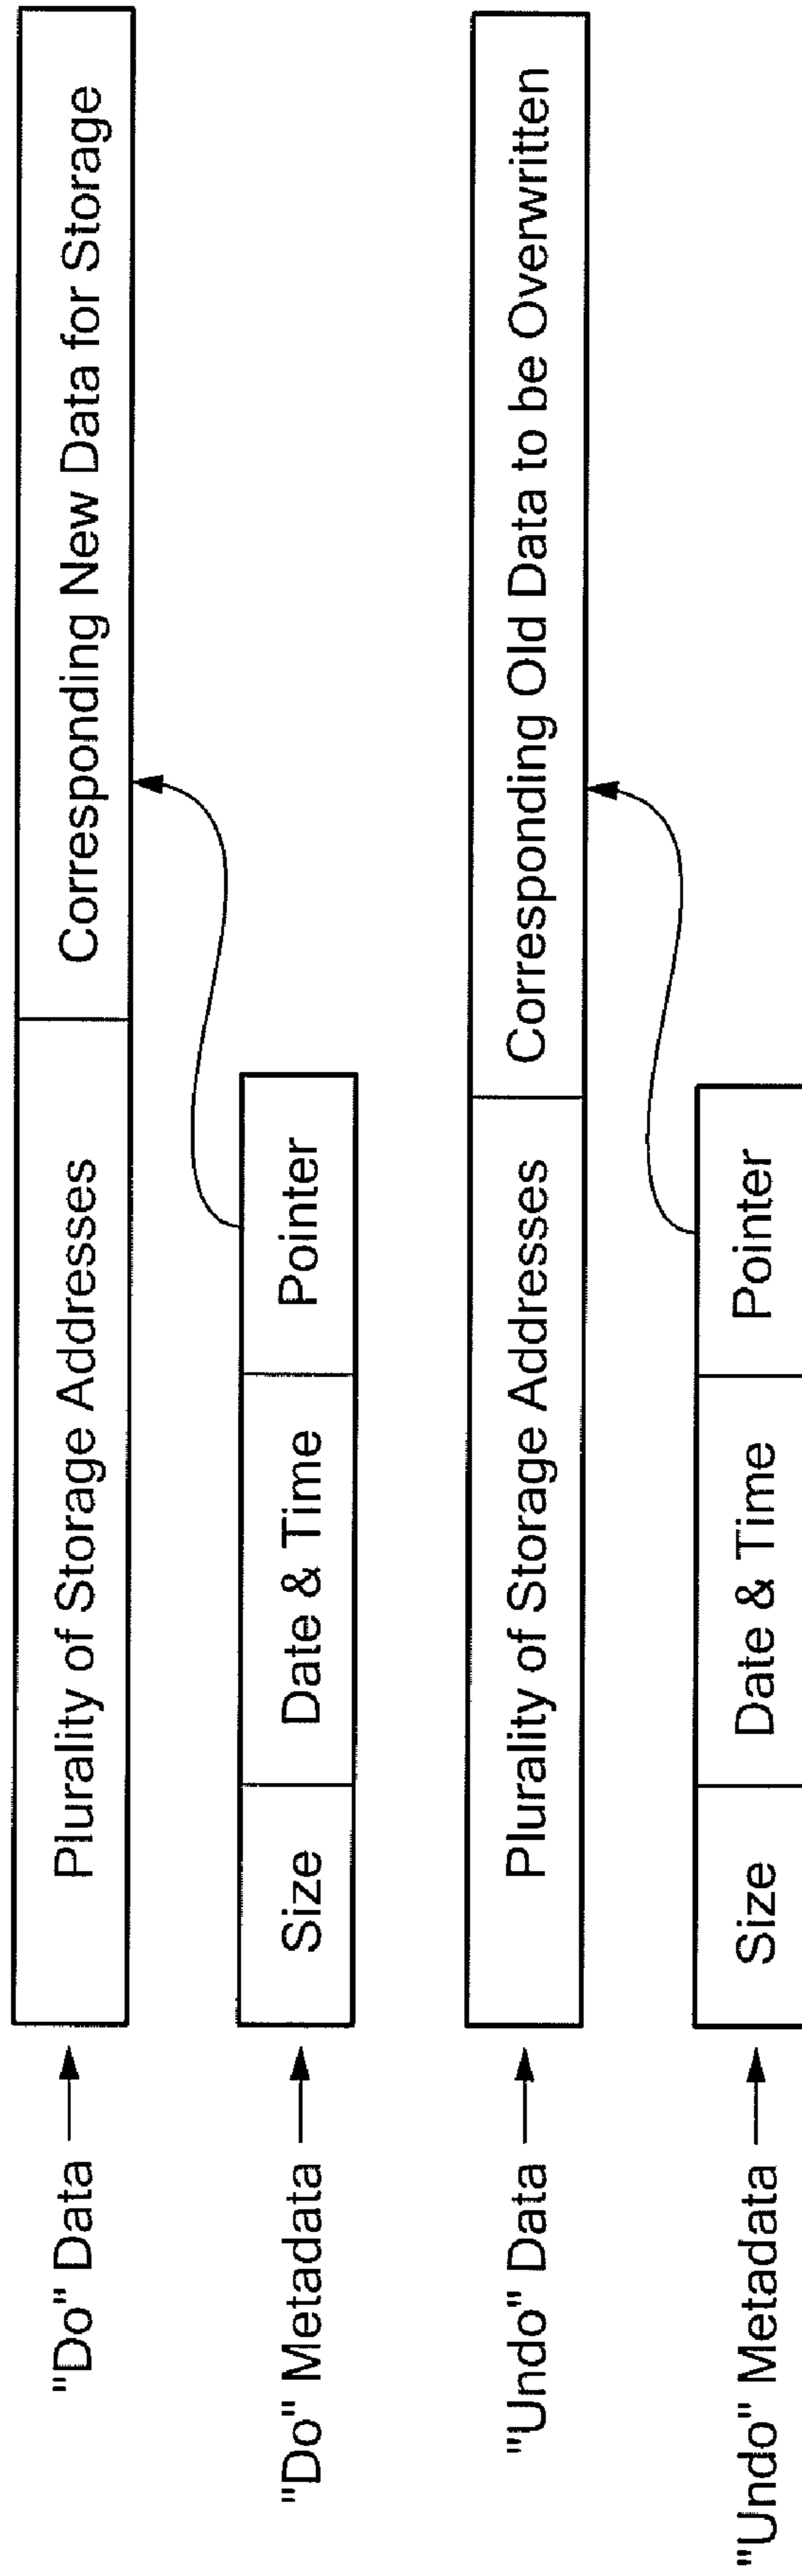 "Do" Data Plurality of Storage Addresses Corresponding New Data for Storage
"Do" Metadata Size Date & Time Pointer
"Undo" Data Plurality of Storage Addresses Corresponding Old Data to be Overwritten
"Undo" Metadata Size Date & Time Pointer